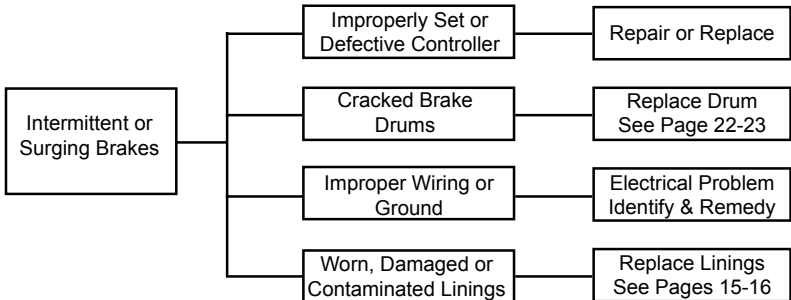 Intermittent or
Surging Brakes
Improperly Set or
Defective Controller
Repair or Replace
Cracked Brake
Drums
Replace Drum
See Page 22-23
Improper Wiring or
Ground
Electrical Problem
Identify & Remedy
Worn, Damaged or
Contaminated Linings
Replace Linings
See Pages 15-16